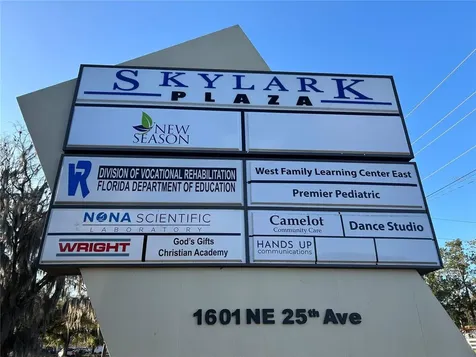 SKYLARK
PLAZA
NEW
SEASON
VR
DIVISION OF VOCATIONAL REHABILITATION
FLORIDA DEPARTMENT OF EDUCATION
West Family Learning Center East
Premier Pediatric
NONA SCIENTIFIC
LABORATORY
Camelot
Community Care
Dance Studio
WRIGHT
God's Gifts
Christian Academy
HANDS UP
communications
1601 NE 25th Ave